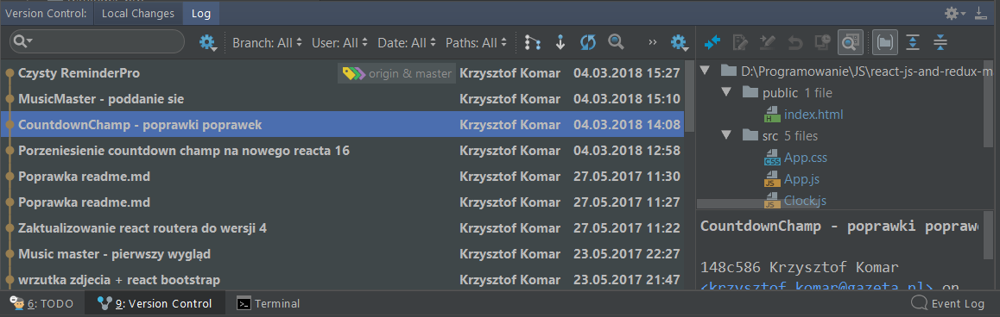 Version Control: Local Changes Log
Branch: All User: All Date: All Paths: All »
Czysty ReminderPro origin & master Krzysztof Komar 04.03.2018 15:27
MusicMaster - poddanie sie Krzysztof Komar 04.03.2018 15:10
CountdownChamp - poprawki poprawek Krzysztof Komar 04.03.2018 14:08
Porzeniesienie countdown champ na nowego reacta 16 Krzysztof Komar 04.03.2018 12:58
Poprawka readme.md Krzysztof Komar 27.05.2017 11:30
Poprawka readme.md Krzysztof Komar 27.05.2017 11:27
Zaktualizowanie react routera do wersji 4 Krzysztof Komar 27.05.2017 11:22
Music master - pierwszy wygląd Krzysztof Komar 23.05.2017 22:27
wrzutka zdjecia + react bootstrap Krzysztof Komar 23.05.2017 21:47
D:\Programowanie\JS\react-js-and-redux-m
public 1 file
index.html
src 5 files
App.css
App.js
Clock.js
CountdownChamp - poprawki popraw
148c586 Krzysztof Komar
<krzysztof.komar@gazeta.pl> on
6: TODO 9: Version Control Terminal Event Log